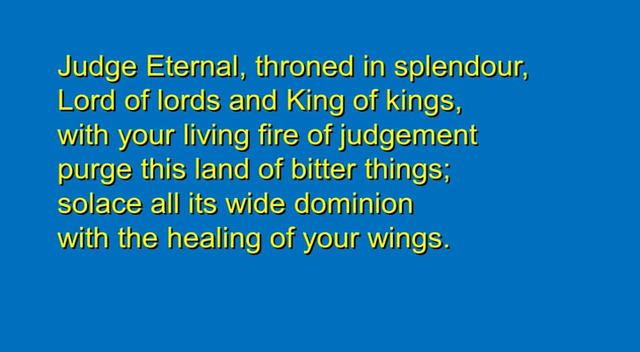 Judge Eternal, throned in splendour,
Lord of lords and King of kings,
with your living fire of judgement
purge this land of bitter things;
solace all its wide dominion
with the healing of your wings.